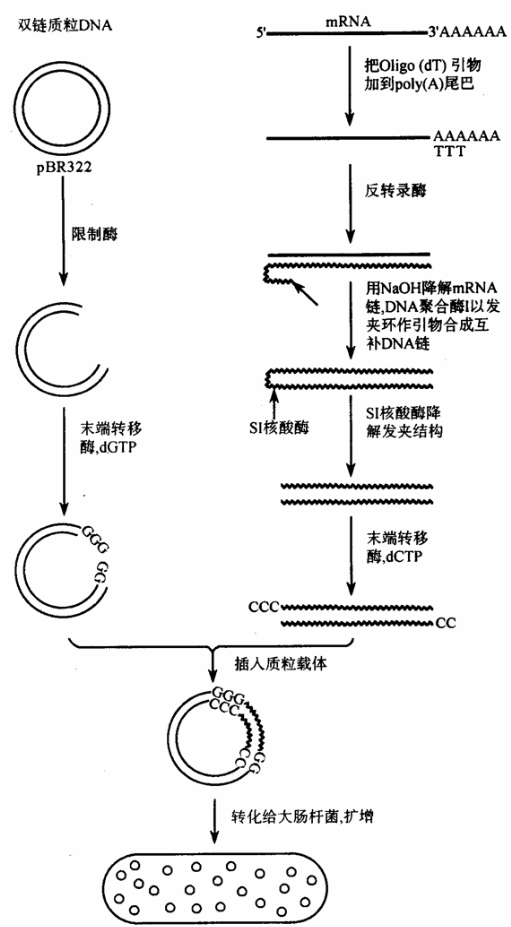 双链质粒DNA
pBR322
限制酶
末端转移
酶,dGTP
GGG
GG
5'
mRNA
3'AAAAAA
把Oligo (dT) 引物
加到poly(A)尾巴
AAAAAA
TTT
反转录酶
用NaOH降解mRNA
链,DNA聚合酶I以发
夹环作引物合成互
补DNA链
SI核酸酶
SI核酸酶降
解发夹结构
末端转移
酶,dCTP
CCC
CC
插入质粒载体
GGG
CCC
CC
GG
转化给大肠杆菌,扩增